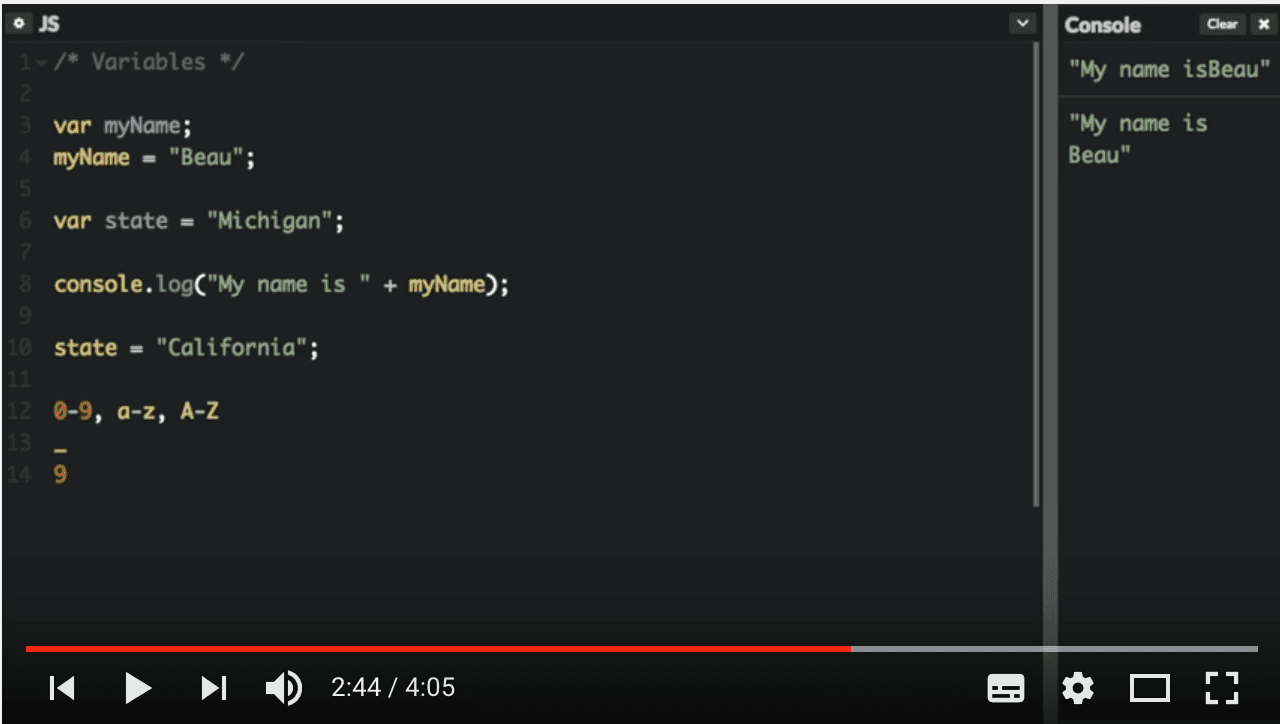 JS
1 /* Variables */
2
3 var myName;
4 myName = "Beau";
5
6 var state = "Michigan";
7
8 console.log("My name is " + myName);
9
10 state = "California";
11
12 0-9, a-z, A-Z
13 _
14 9
Console Clear ×
"My name isBeau"
"My name is
Beau"
2:44 / 4:05